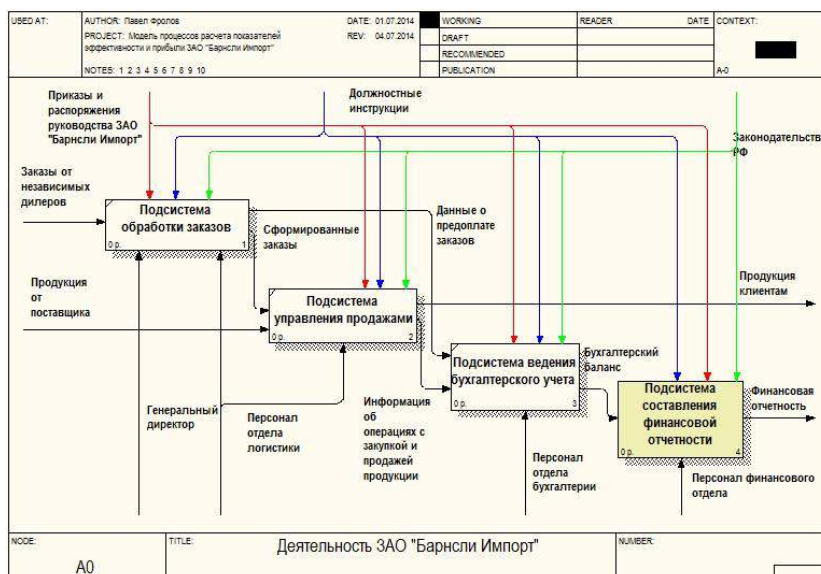 USED AT:
AUTHOR: Павел Фролов
DATE: 01.07.2014
WORKING
READER
DATE
CONTEXT:
PROJECT: Модель процессов расчета показателей
эффективности и прибыли ЗАО "Барнсли Импорт"
REV: 04.07.2014
DRAFT
RECOMMENDED
NOTES: 1 2 3 4 5 6 7 8 9 10
PUBLICATION
A-0
Приказы и
распоряжения
руководства ЗАО
"Барнсли Импорт"
Должностные
инструкции
Законодательств
РФ
Заказы от
независимых
дилеров
Подсистема
обработки заказов
0 р.
1
Сформированные
заказы
Данные о
предоплате
заказов
Продукция
от
поставщика
Подсистема
управления продажами
0 р.
2
Продукция
клиентам
Подсистема ведения
бухгалтерского учета
0 р.
3
Бухгалтерский
баланс
Подсистема
составления
финансовой
отчетности
0 р.
4
Финансовая
отчетность
Генеральный
директор
Персонал
отдела
логистики
Информация
об
операциях с
закупкой и
продажей
продукции
Персонал
отдела
бухгалтерии
Персонал финансового
отдела
NODE:
A0
TITLE:
Деятельность ЗАО "Барнсли Импорт"
NUMBER: